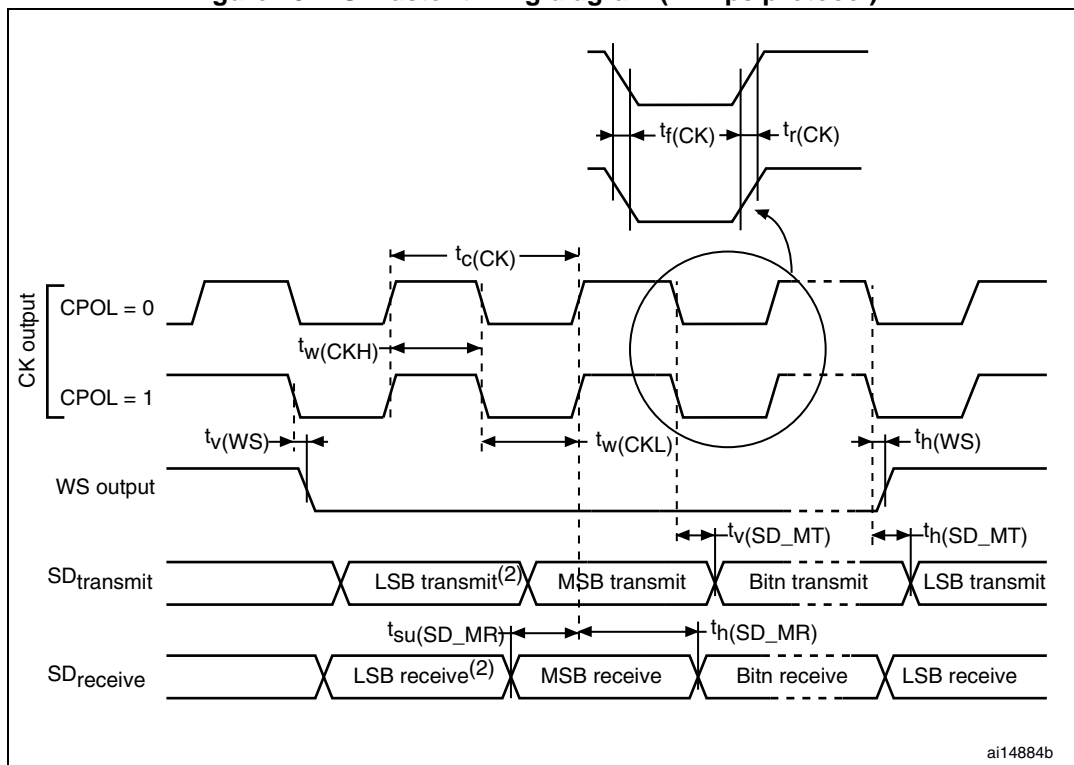 tf(CK)
tr(CK)
tc(CK)
CK output
CPOL = 0
tw(CKH)
CPOL = 1
tv(WS)
tw(CKL)
th(WS)
WS output
tv(SD_MT)
th(SD_MT)
SDtransmit
LSB transmit(2)
MSB transmit
Bitn transmit
LSB transmit
tsu(SD_MR)
th(SD_MR)
SDreceive
LSB receive(2)
MSB receive
Bitn receive
LSB receive
ai14884b